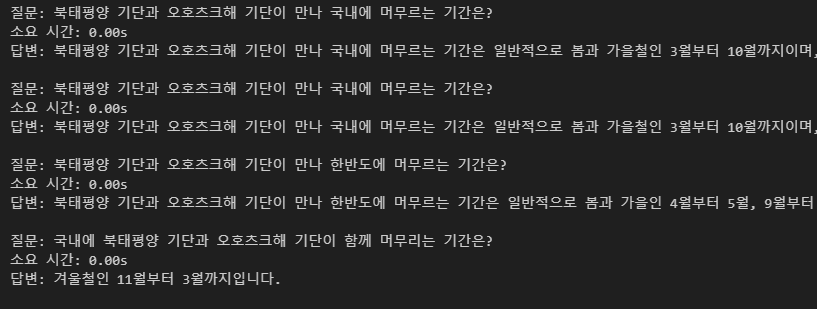 질문: 북태평양 기단과 오호츠크해 기단이 만나 국내에 머무르는 기간은?
소요 시간: 0.00s
답변: 북태평양 기단과 오호츠크해 기단이 만나 국내에 머무르는 기간은 일반적으로 봄과 가을철인 3월부터 10월까지이며,
질문: 북태평양 기단과 오호츠크해 기단이 만나 국내에 머무르는 기간은?
소요 시간: 0.00s
답변: 북태평양 기단과 오호츠크해 기단이 만나 국내에 머무르는 기간은 일반적으로 봄과 가을철인 3월부터 10월까지이며,
질문: 북태평양 기단과 오호츠크해 기단이 만나 한반도에 머무르는 기간은?
소요 시간: 0.00s
답변: 북태평양 기단과 오호츠크해 기단이 만나 한반도에 머무르는 기간은 일반적으로 봄과 가을인 4월부터 5월, 9월부터
질문: 국내에 북태평양 기단과 오호츠크해 기단이 함께 머무리는 기간은?
소요 시간: 0.00s
답변: 겨울철인 11월부터 3월까지입니다.